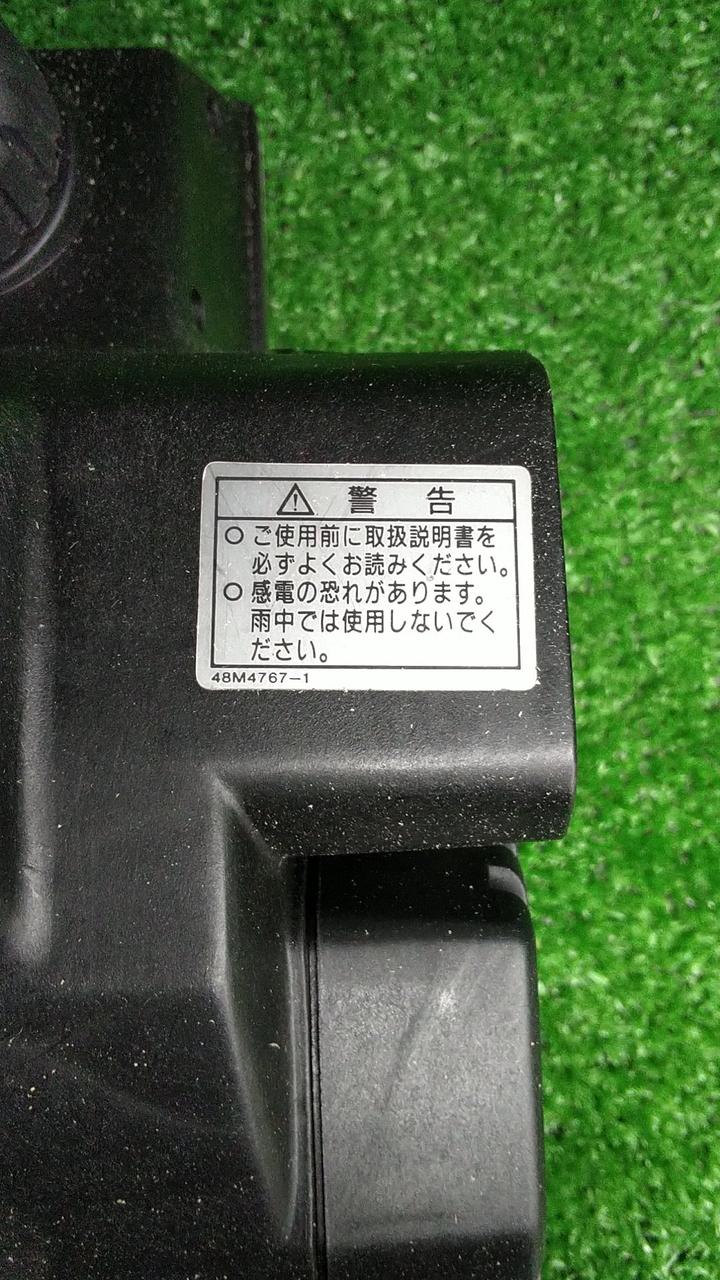 ⚠ 警告
○ ご使用前に取扱説明書を
必ずよくお読みください。
○ 感電の恐れがあります。
雨中では使用しないでく
ださい。
48M4767-1